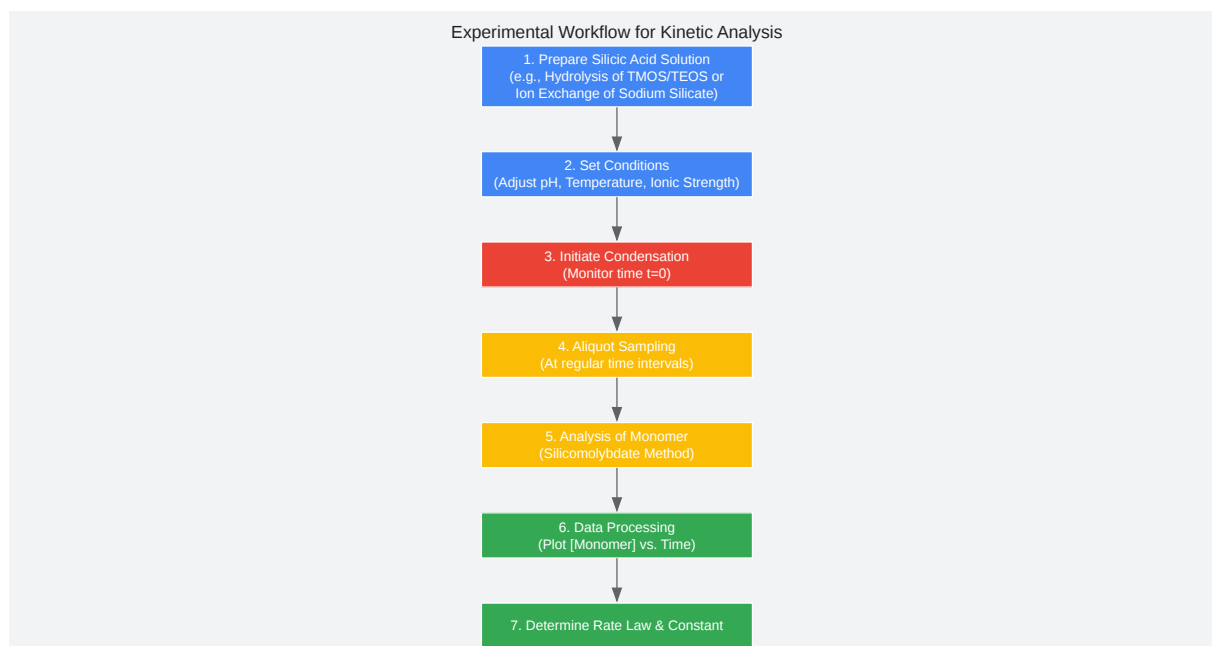 Experimental Workflow for Kinetic Analysis
1. Prepare Silicic Acid Solution
(e.g., Hydrolysis of TMOS/TEOS or
Ion Exchange of Sodium Silicate)
2. Set Conditions
(Adjust pH, Temperature, Ionic Strength)
3. Initiate Condensation
(Monitor time t=0)
4. Aliquot Sampling
(At regular time intervals)
5. Analysis of Monomer
(Silicomolybdate Method)
6. Data Processing
(Plot [Monomer] vs. Time)
7. Determine Rate Law & Constant